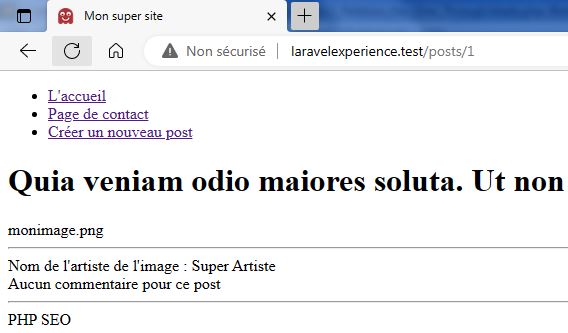 Mon super site
Non sécurisé laravelexperience.test/posts/1
L'accueil
Page de contact
Créer un nouveau post
Quia veniam odio maiores soluta. Ut non
monimage.png
Nom de l'artiste de l'image : Super Artiste
Aucun commentaire pour ce post
PHP SEO